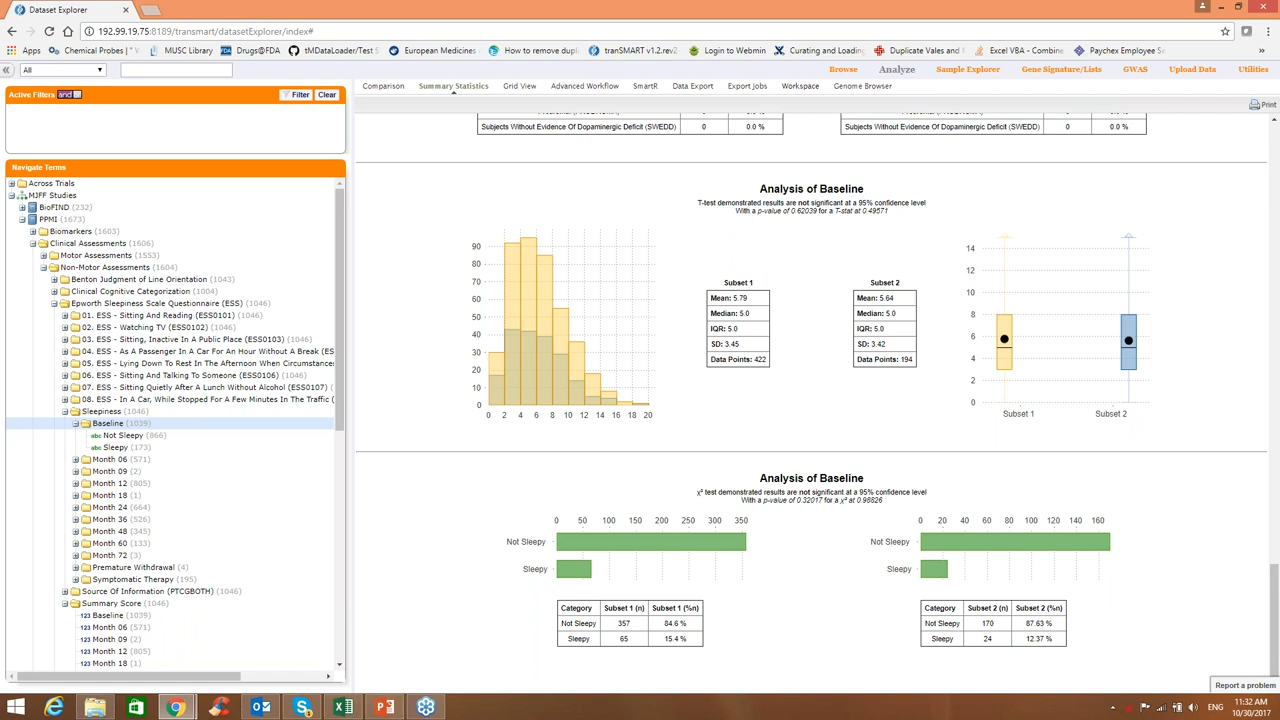 Dataset Explorer
192.99.19.75:8189/transmart/datasetExplorer/index#
Apps Chemical Probes | MUSC Library Drugs@FDA tMDataLoader/Test S European Medicines How to remove dupl tranSMART v1.2.rev2 Login to Webmin Curating and Loading Duplicate Vales and Excel VBA - Combine Paychex Employee Se
All
Browse Analyze Sample Explorer Gene Signature/Lists GWAS Upload Data Utilities
Active Filters and Filter Clear
Comparison Summary Statistics Grid View Advanced Workflow SmartR Data Export Export Jobs Workspace Genome Browser
Print
Navigate Terms
Across Trials
MJFF Studies
BioFIND (232)
PPMI (1673)
Biomarkers (1603)
Clinical Assessments (1606)
Motor Assessments (1553)
Non-Motor Assessments (1604)
Benton Judgment of Line Orientation (1043)
Clinical Cognitive Categorization (1004)
Epworth Sleepiness Scale Questionnaire (ESS) (1046)
01. ESS - Sitting And Reading (ESS0101) (1046)
02. ESS - Watching TV (ESS0102) (1046)
03. ESS - Sitting, Inactive In A Public Place (ESS0103) (1046)
04. ESS - As A Passenger In A Car For An Hour Without A Break (ES
05. ESS - Lying Down To Rest In The Afternoon When Circumstances
06. ESS - Sitting And Talking To Someone (ESS0106) (1046)
07. ESS - Sitting Quietly After A Lunch Without Alcohol (ESS0107) (1046)
08. ESS - In A Car, While Stopped For A Few Minutes In The Traffic (
Sleepiness (1046)
Baseline (1039)
Not Sleepy (866)
Sleepy (173)
Month 06 (571)
Month 09 (2)
Month 12 (805)
Month 18 (1)
Month 24 (664)
Month 36 (526)
Month 48 (345)
Month 60 (133)
Month 72 (3)
Premature Withdrawal (4)
Symptomatic Therapy (195)
Source Of Information (PTCGBOTH) (1046)
Summary Score (1046)
Baseline (1039)
Month 06 (571)
Month 09 (2)
Month 12 (805)
Month 18 (1)
Subjects Without Evidence Of Dopaminergic Deficit (SWEDD) 0 0.0 %
Subjects Without Evidence Of Dopaminergic Deficit (SWEDD) 0 0.0 %
Analysis of Baseline
T-test demonstrated results are not significant at a 95% confidence level
With a p-value of 0.62039 for a T-stat at 0.49571
90
80
70
60
50
40
30
20
10
0
0 2 4 6 8 10 12 14 16 18 20
Subset 1
Mean: 5.79
Median: 5.0
IQR: 5.0
SD: 3.45
Data Points: 422
Subset 2
Mean: 5.64
Median: 5.0
IQR: 5.0
SD: 3.42
Data Points: 194
14
12
10
8
6
4
2
0
Subset 1 Subset 2
Analysis of Baseline
χ² test demonstrated results are not significant at a 95% confidence level
With a p-value of 0.32017 for a χ² at 0.98826
0 50 100 150 200 250 300 350
Not Sleepy
Sleepy
Category Subset 1 (n) Subset 1 (%n)
Not Sleepy 357 84.6 %
Sleepy 65 15.4 %
0 20 40 60 80 100 120 140 160
Not Sleepy
Sleepy
Category Subset 2 (n) Subset 2 (%n)
Not Sleepy 170 87.63 %
Sleepy 24 12.37 %
Report a problem
ENG
11:32 AM
10/30/2017